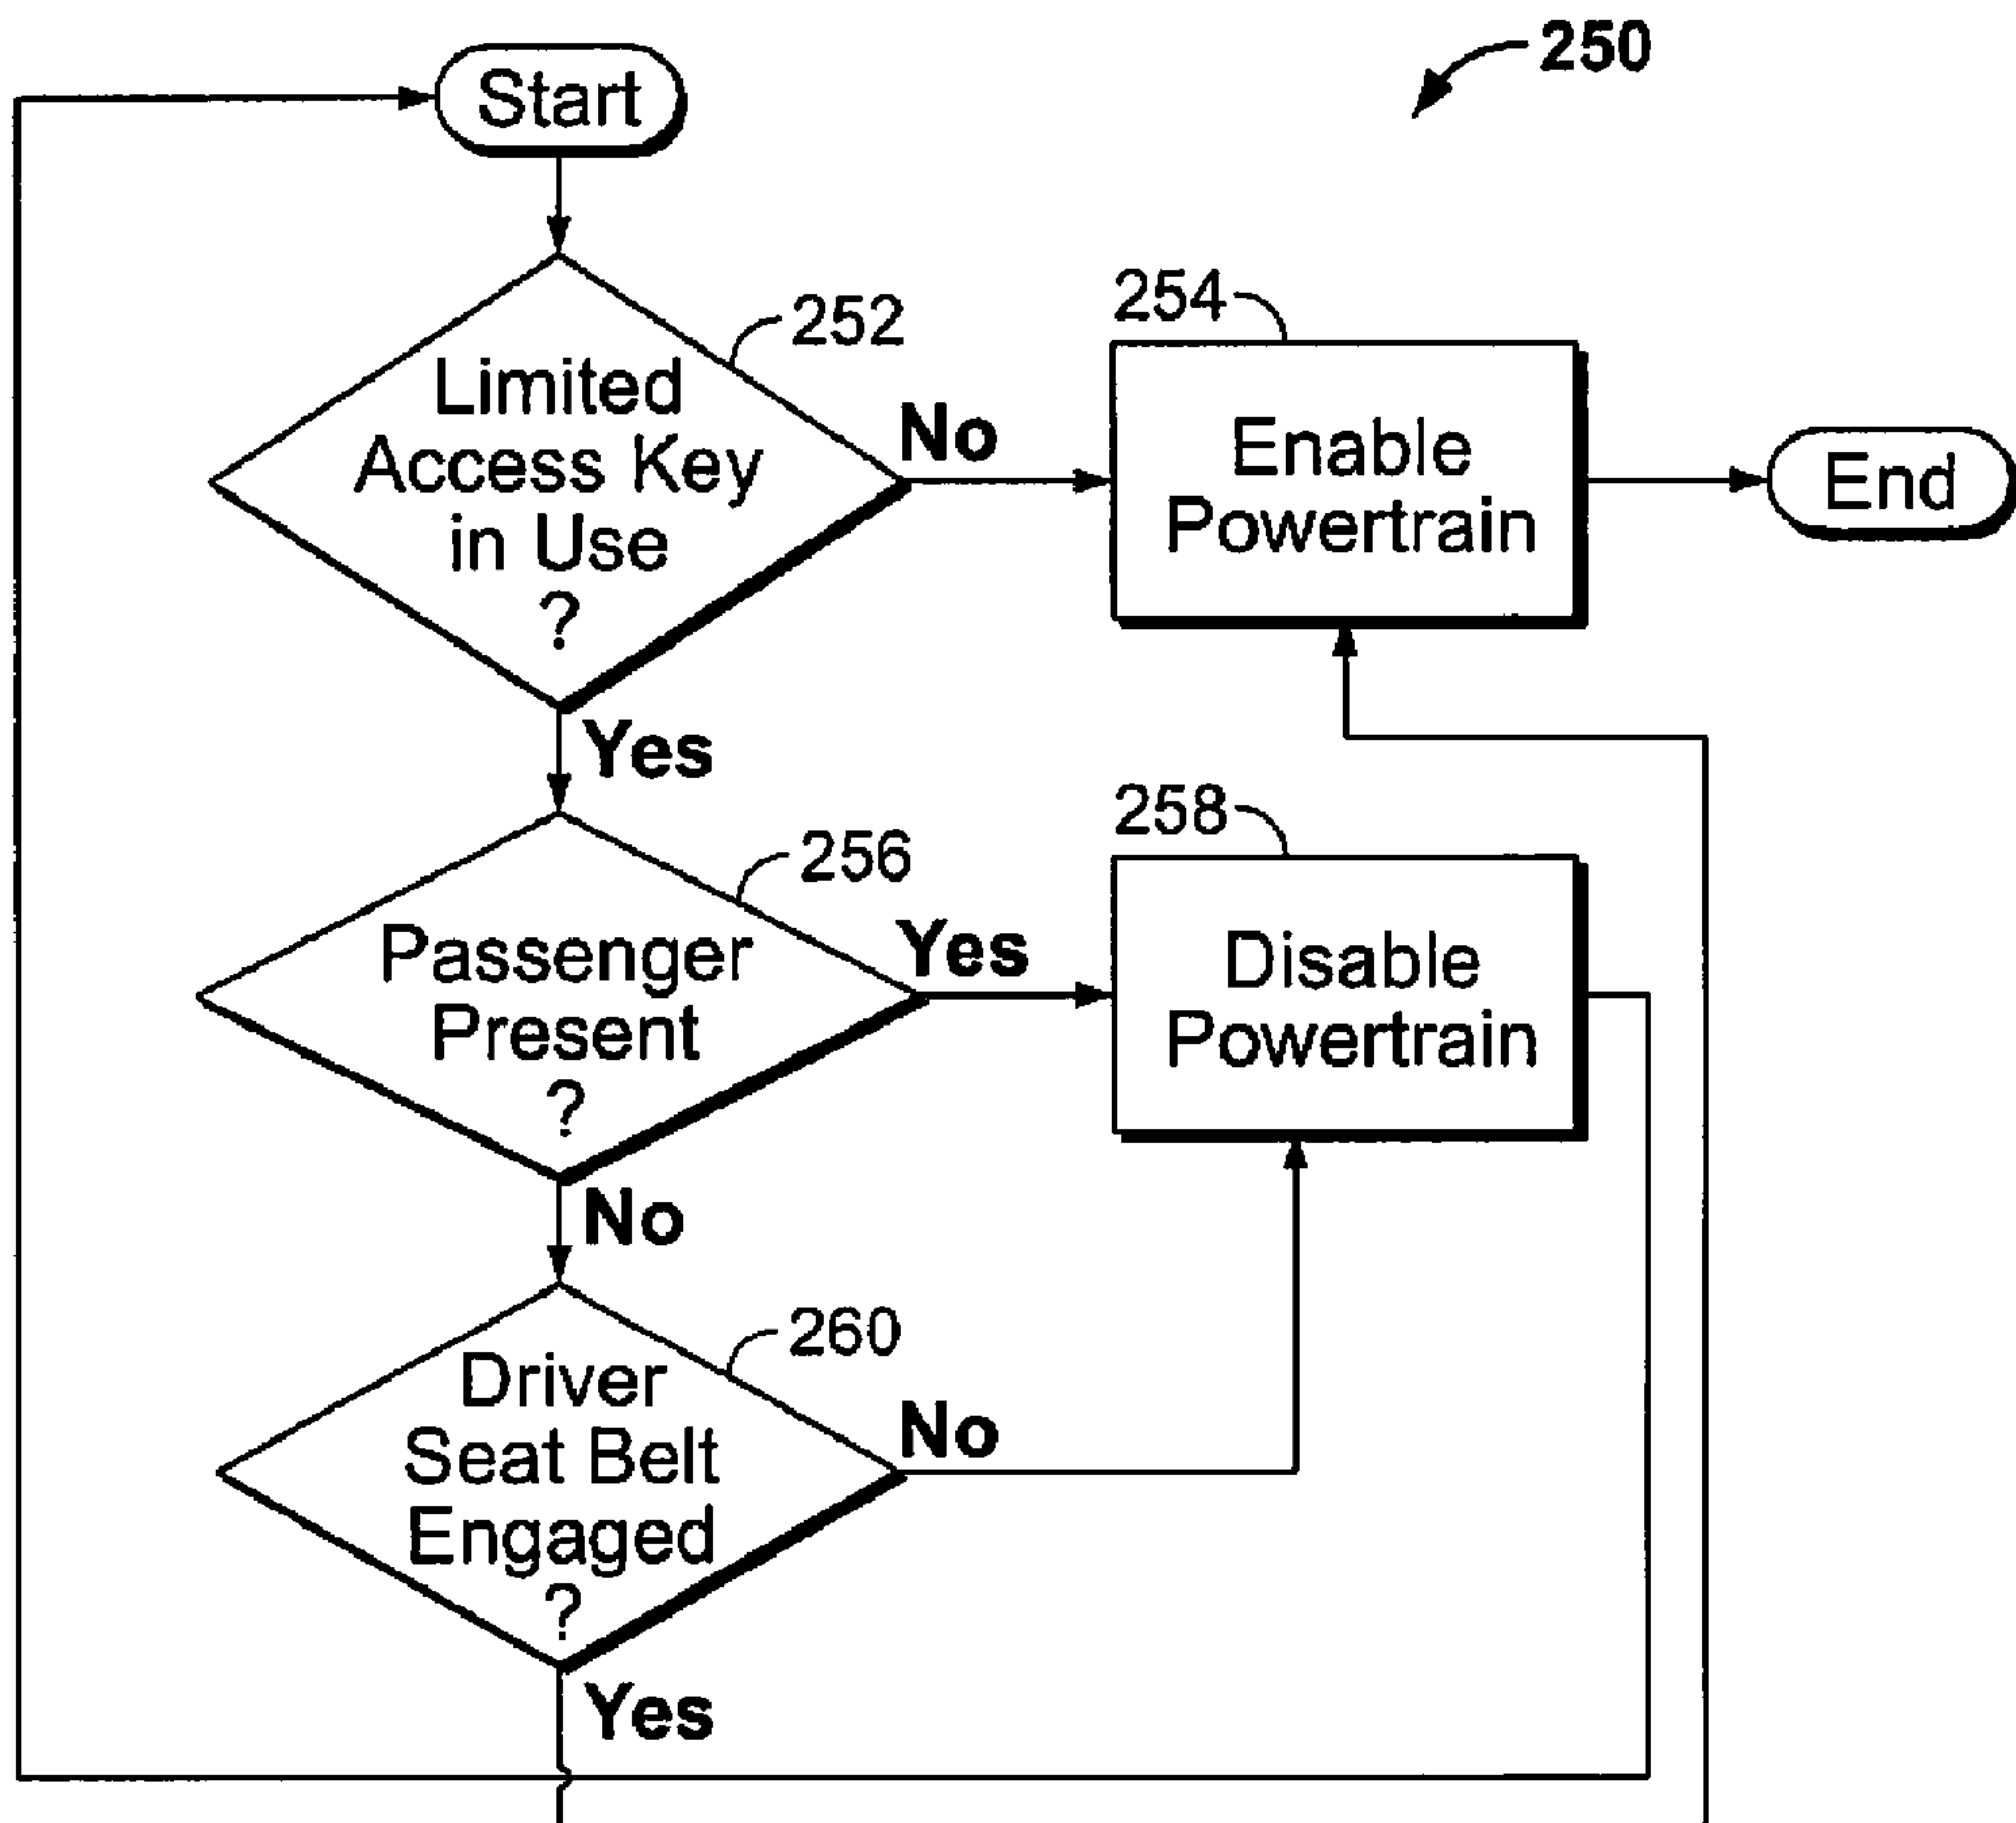 250
Start
252
Limited
Access Key
in Use
?
No
254
Enable
Powertrain
End
Yes
256
Passenger
Present
?
Yes
258
Disable
Powertrain
No
260
Driver
Seat Belt
Engaged
?
No
Yes